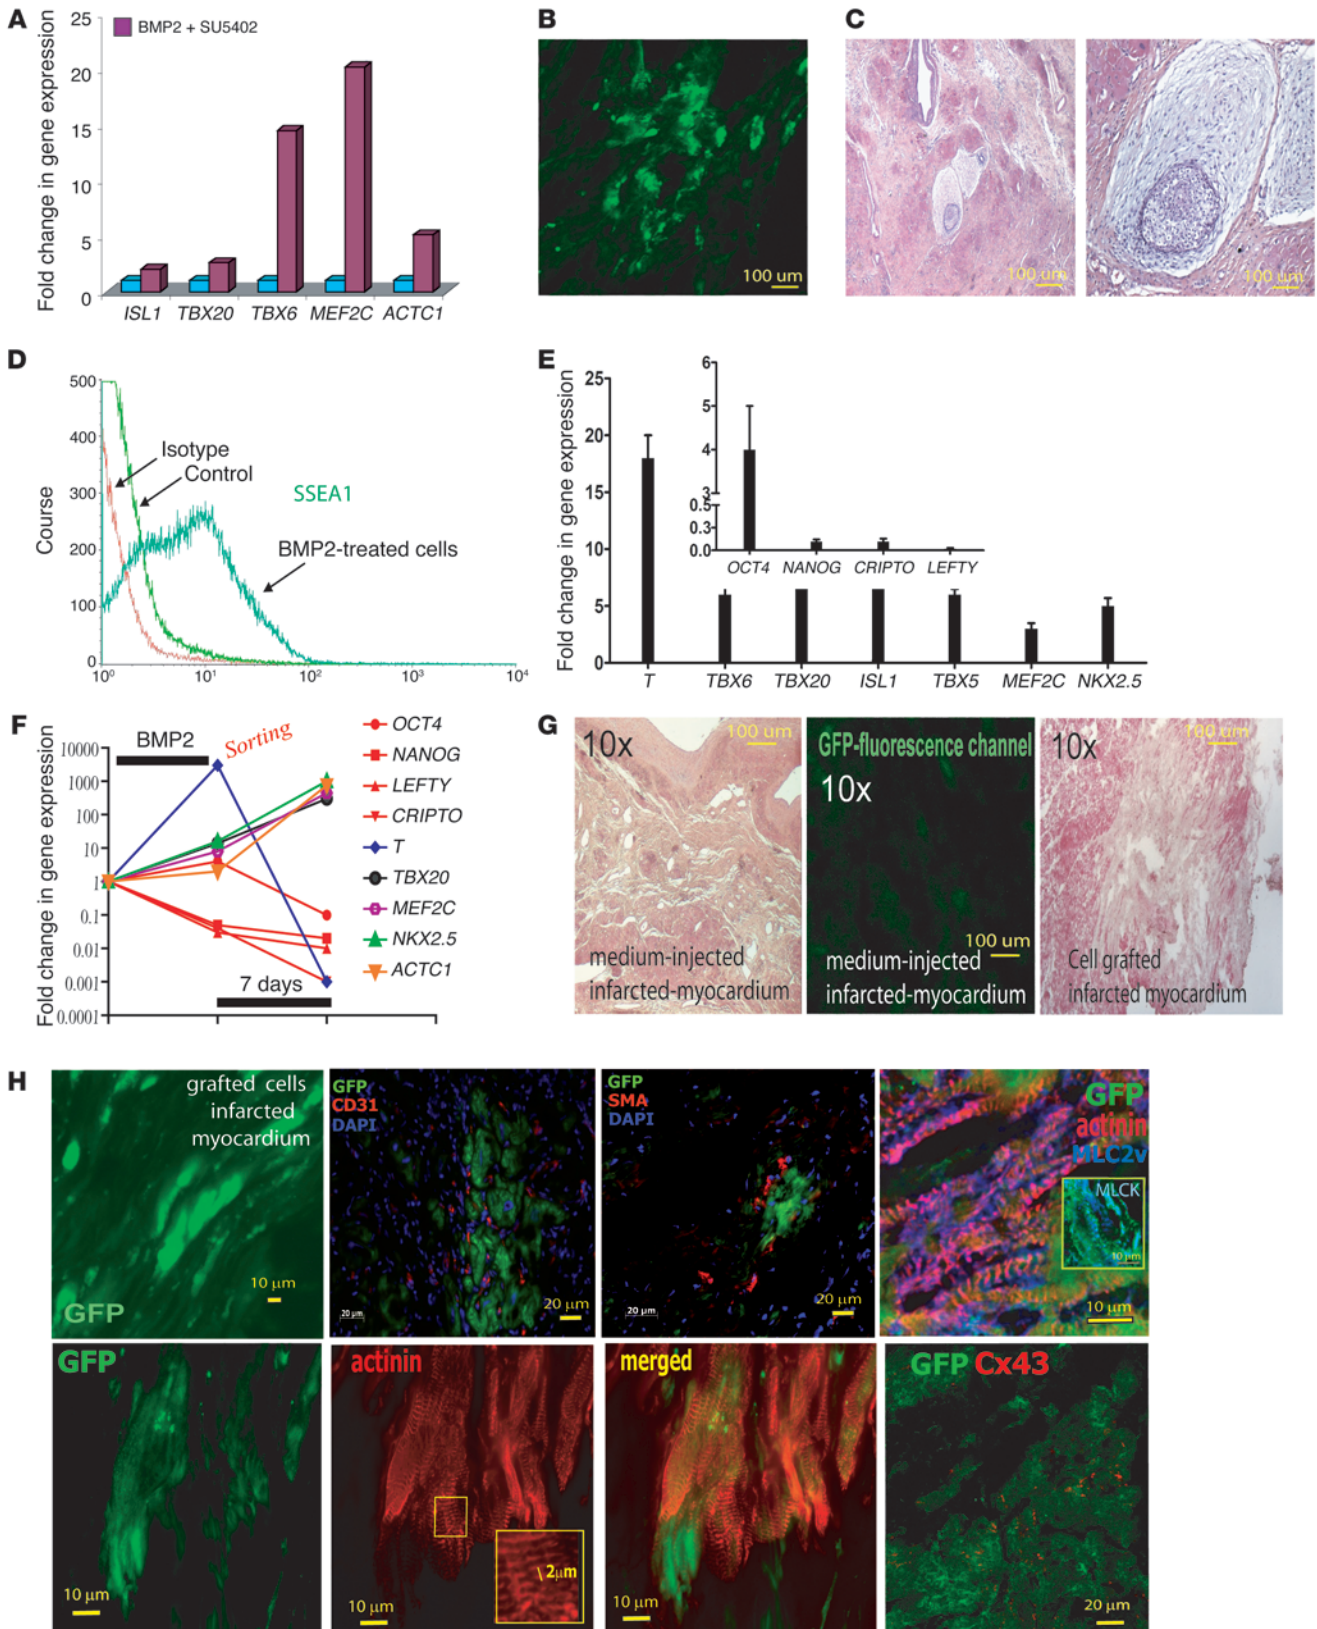 A
Fold change in gene expression
25
20
15
10
5
0
BMP2 + SU5402
ISL1 TBX20 TBX6 MEF2C ACTC1
B
100 um
C
100 um
100 um
D
Course
500
400
300
200
100
0
Isotype
Control
SSEA1
BMP2-treated cells
10⁰ 10¹ 10² 10³ 10⁴
E
Fold change in gene expression
25
20
15
10
5
0
6
5
4
3
0.5
0.3
0.0
OCT4 NANOG CRIPTO LEFTY
T TBX6 TBX20 ISL1 TBX5 MEF2C NKX2.5
F
Fold change in gene expression
10000
1000
100
10
1
0.1
0.01
0.001
0.0001
BMP2
Sorting
7 days
OCT4
NANOG
LEFTY
CRIPTO
T
TBX20
MEF2C
NKX2.5
ACTC1
G
10x
100 um
medium-injected
infarcted-myocardium
GFP-fluorescence channel
10x
100 um
medium-injected
infarcted-myocardium
10x
100 um
Cell grafted
infarcted myocardium
H
grafted cells
infarcted
myocardium
10 μm
GFP
GFP
CD31
DAPI
20 μm
20 μm
GFP
SMA
DAPI
20 μm
20 μm
GFP
actinin
MLC2v
MLCK
10 μm
10 μm
GFP
10 μm
actinin
2μm
10 μm
merged
10 μm
GFP Cx43
20 μm